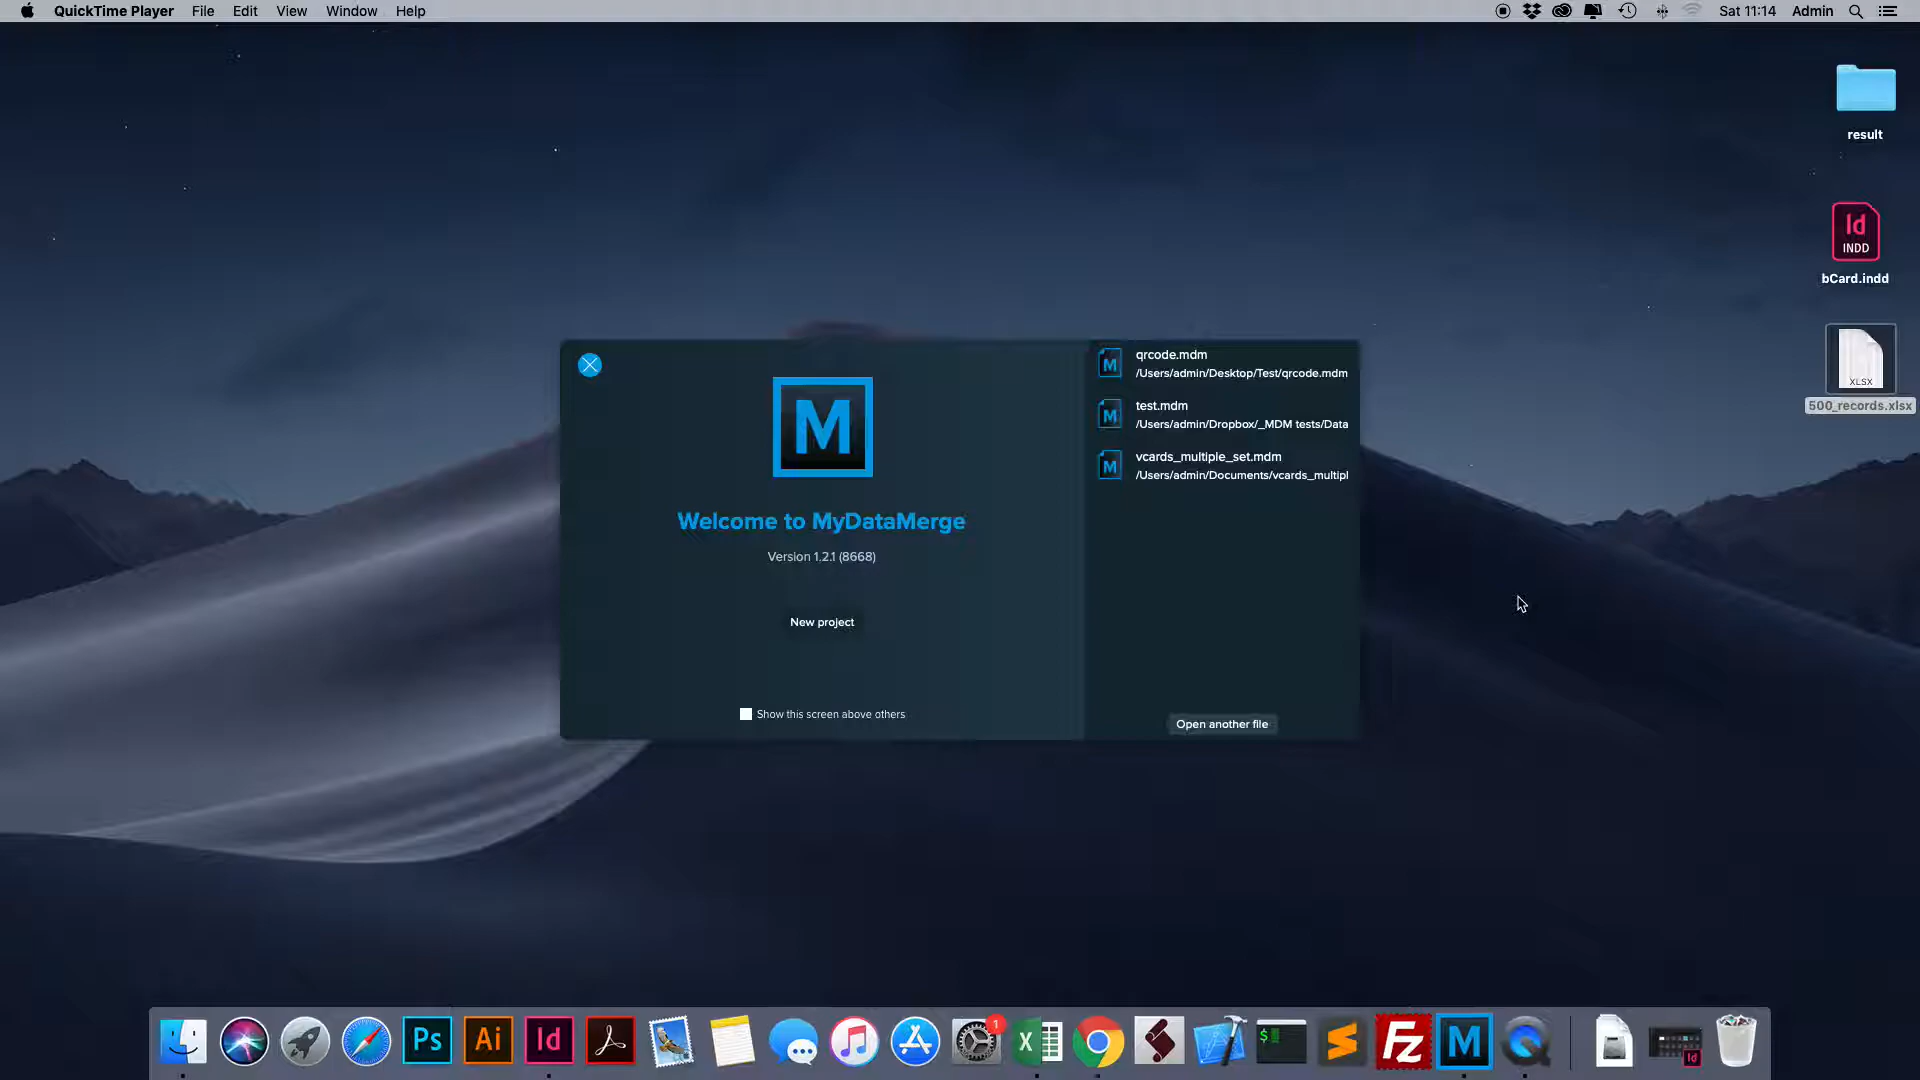 QuickTime Player File Edit View Window Help Sat 11:14 Admin
result
Id
INDD
bCard.indd
XLSX
500_records.xlsx
M
Welcome to MyDataMerge
Version 1.2.1 (8668)
New project
Show this screen above others
M qrcode.mdm
/Users/admin/Desktop/Test/qrcode.mdm
M test.mdm
/Users/admin/Dropbox/_MDM tests/Data
M vcards_multiple_set.mdm
/Users/admin/Documents/vcards_multipl
Open another file
Ps Ai Id 1 X $ Fz M Id